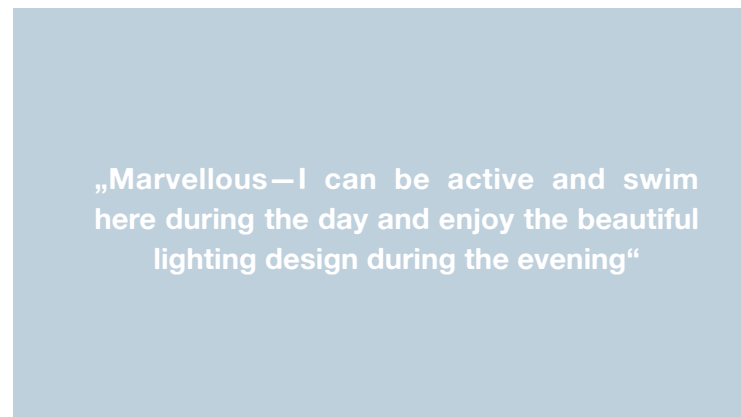 „Marvellous—I can be active and swim
here during the day and enjoy the beautiful
lighting design during the evening“